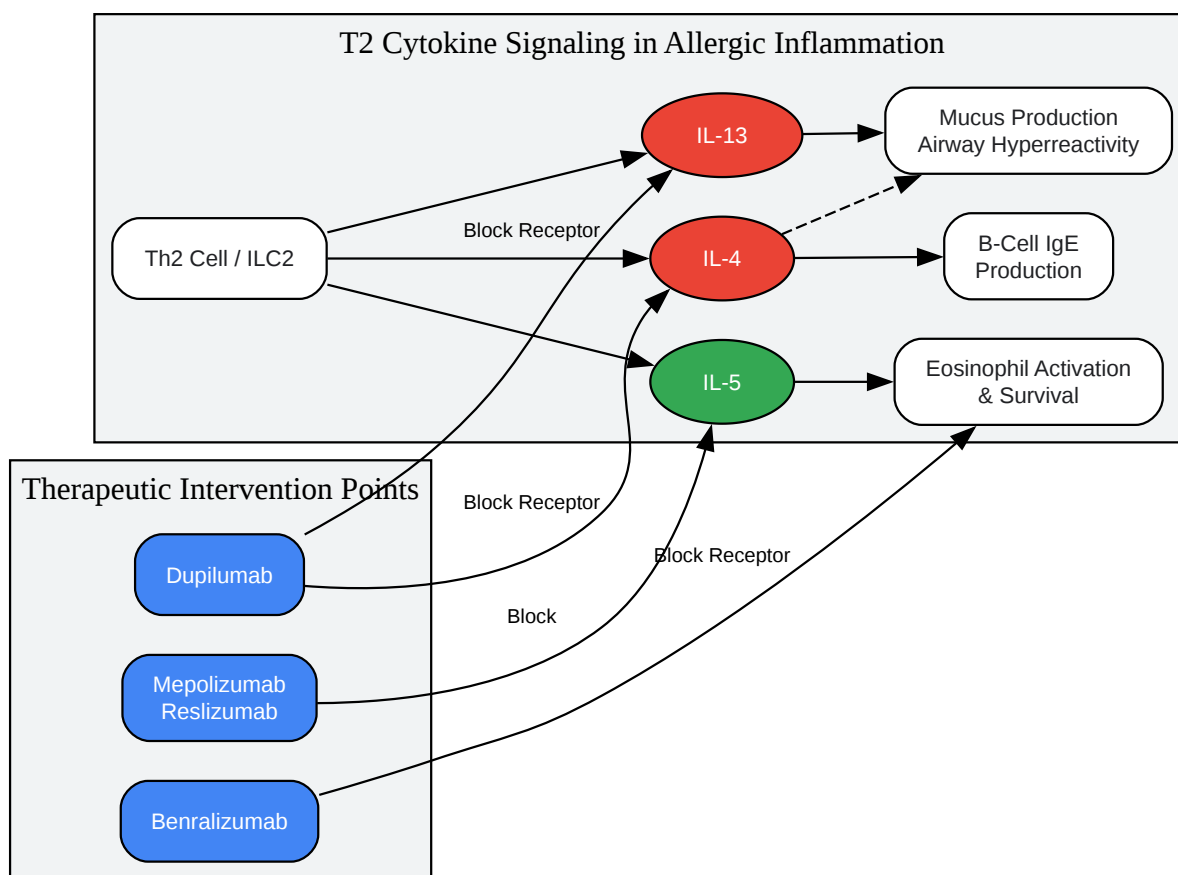 T2 Cytokine Signaling in Allergic Inflammation
IL-13
Mucus Production
Airway Hyperreactivity
Block Receptor
Th2 Cell / ILC2
IL-4
B-Cell IgE
Production
IL-5
Eosinophil Activation
& Survival
Therapeutic Intervention Points
Block Receptor
Dupilumab
Block Receptor
Block
Mepolizumab
Reslizumab
Benralizumab